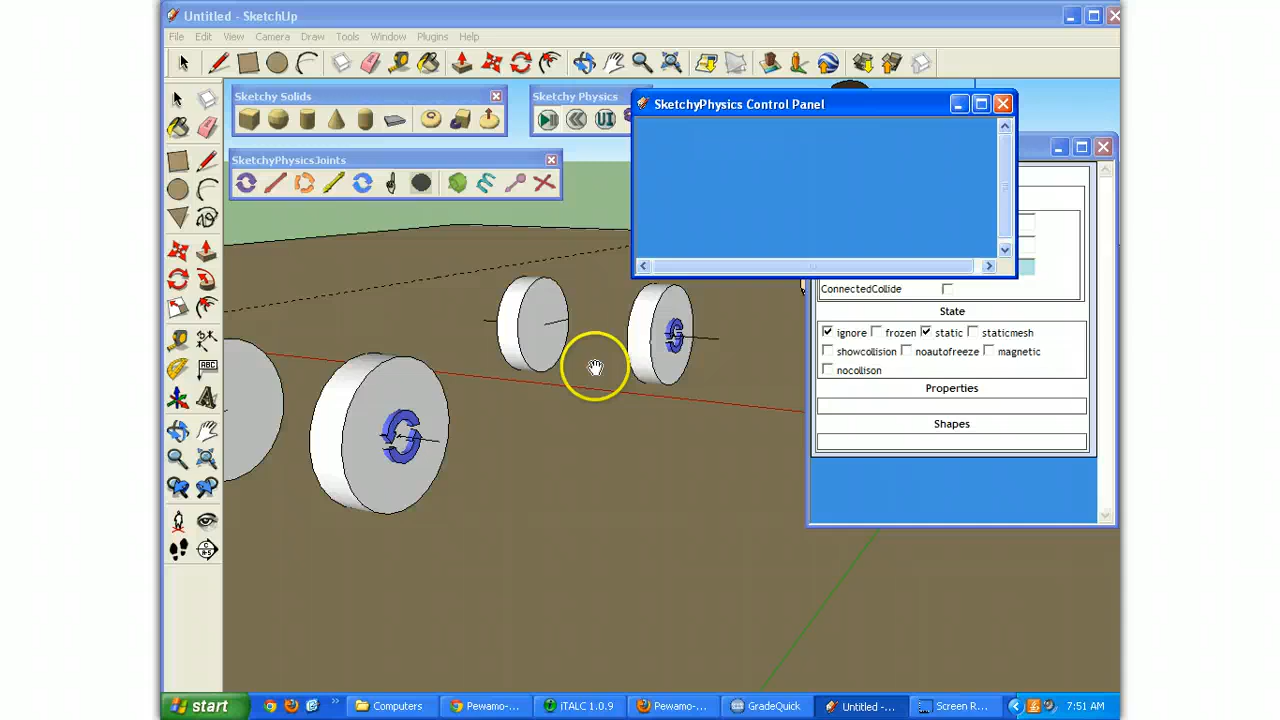 Untitled - SketchUp
File Edit View Camera Draw Tools Window Plugins Help
Sketchy Solids
Sketchy Physics
UI
SketchyPhysics Control Panel
SketchyPhysicsJoints
ABC
ConnectedCollide
State
ignore frozen static staticmesh
showcollision noautofreeze magnetic
nocollison
Properties
Shapes
start
Computers
Pewamo-...
iTALC 1.0.9
Pewamo-...
GradeQuick
Untitled -...
Screen R...
7:51 AM